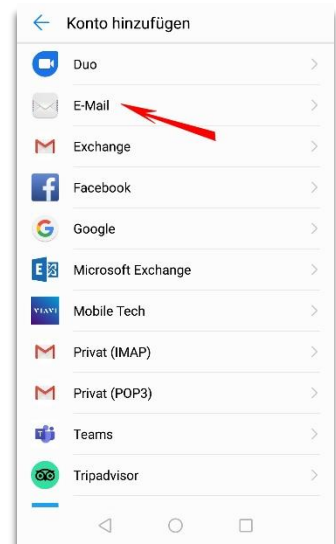 Konto hinzufügen
Duo
E-Mail
Exchange
Facebook
Google
Microsoft Exchange
VIAVI Mobile Tech
Privat (IMAP)
Privat (POP3)
Teams
Tripadvisor